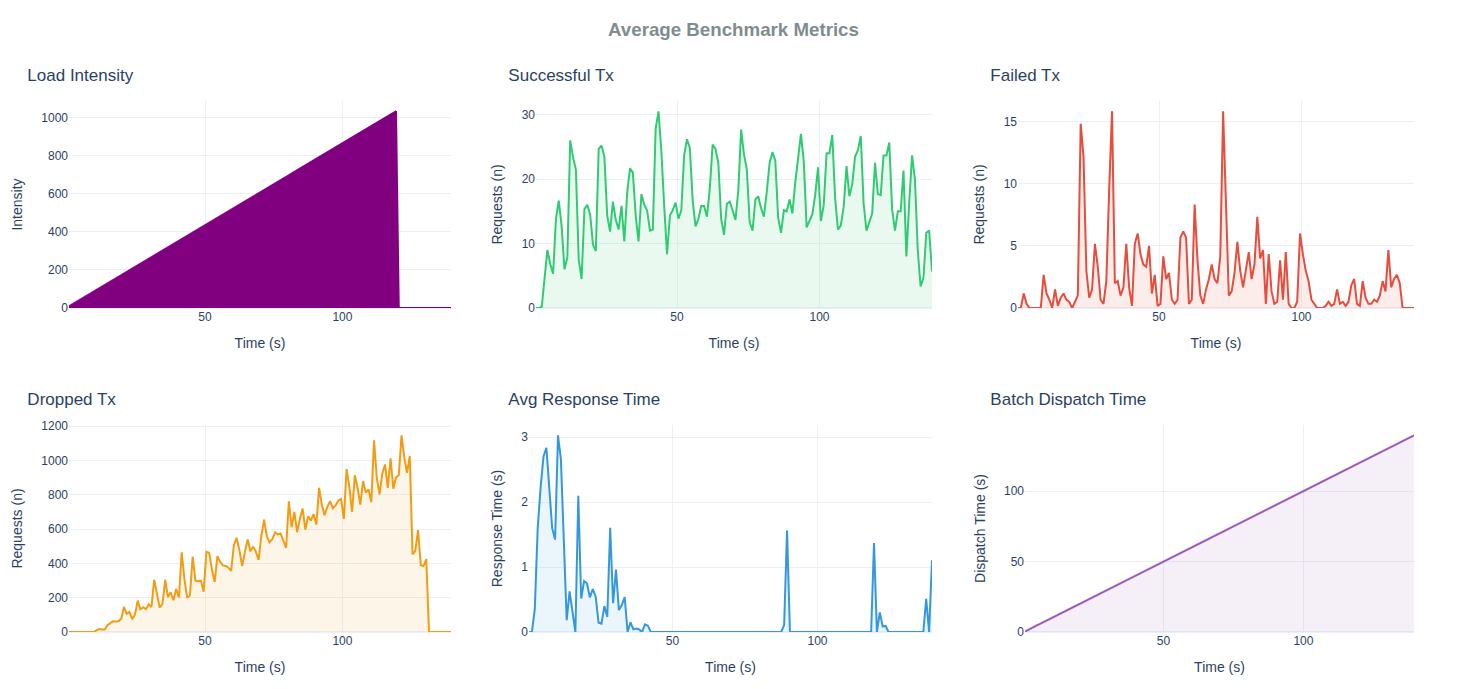 Average Benchmark Metrics
Load Intensity
1000
800
600
400
200
0
Intensity
50
100
Time (s)
Successful Tx
30
20
10
0
Requests (n)
50
100
Time (s)
Failed Tx
15
10
5
0
Requests (n)
50
100
Time (s)
Dropped Tx
1200
1000
800
600
400
200
0
Requests (n)
50
100
Time (s)
Avg Response Time
3
2
1
0
Response Time (s)
50
100
Time (s)
Batch Dispatch Time
100
50
0
Dispatch Time (s)
50
100
Time (s)